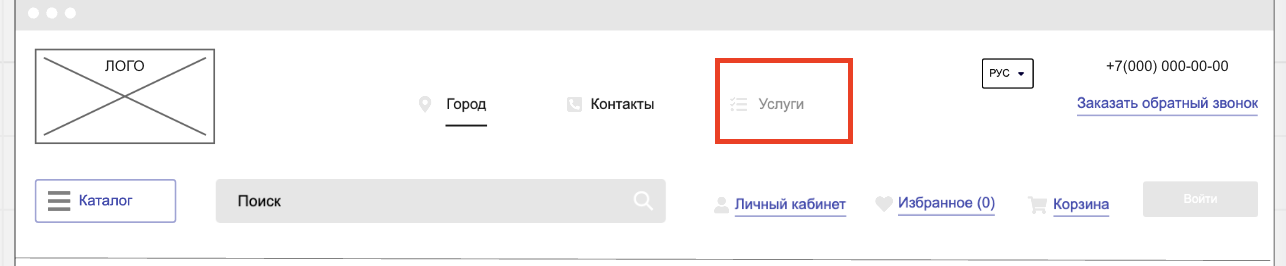 ЛОГО
Город
Контакты
Услуги
РУС
+7(000) 000-00-00
Заказать обратный звонок
Каталог
Поиск
Личный кабинет
Избранное (0)
Корзина
Войти